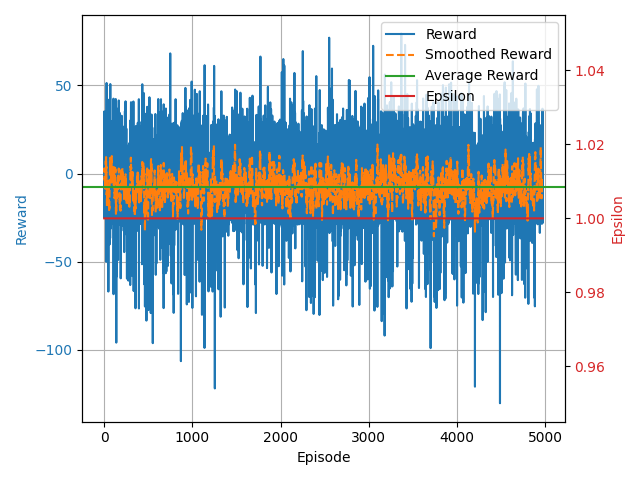 Reward
Smoothed Reward
Average Reward
Epsilon
50
0
−50
−100
Reward
1.04
1.02
1.00
0.98
0.96
Epsilon
0 1000 2000 3000 4000 5000
Episode